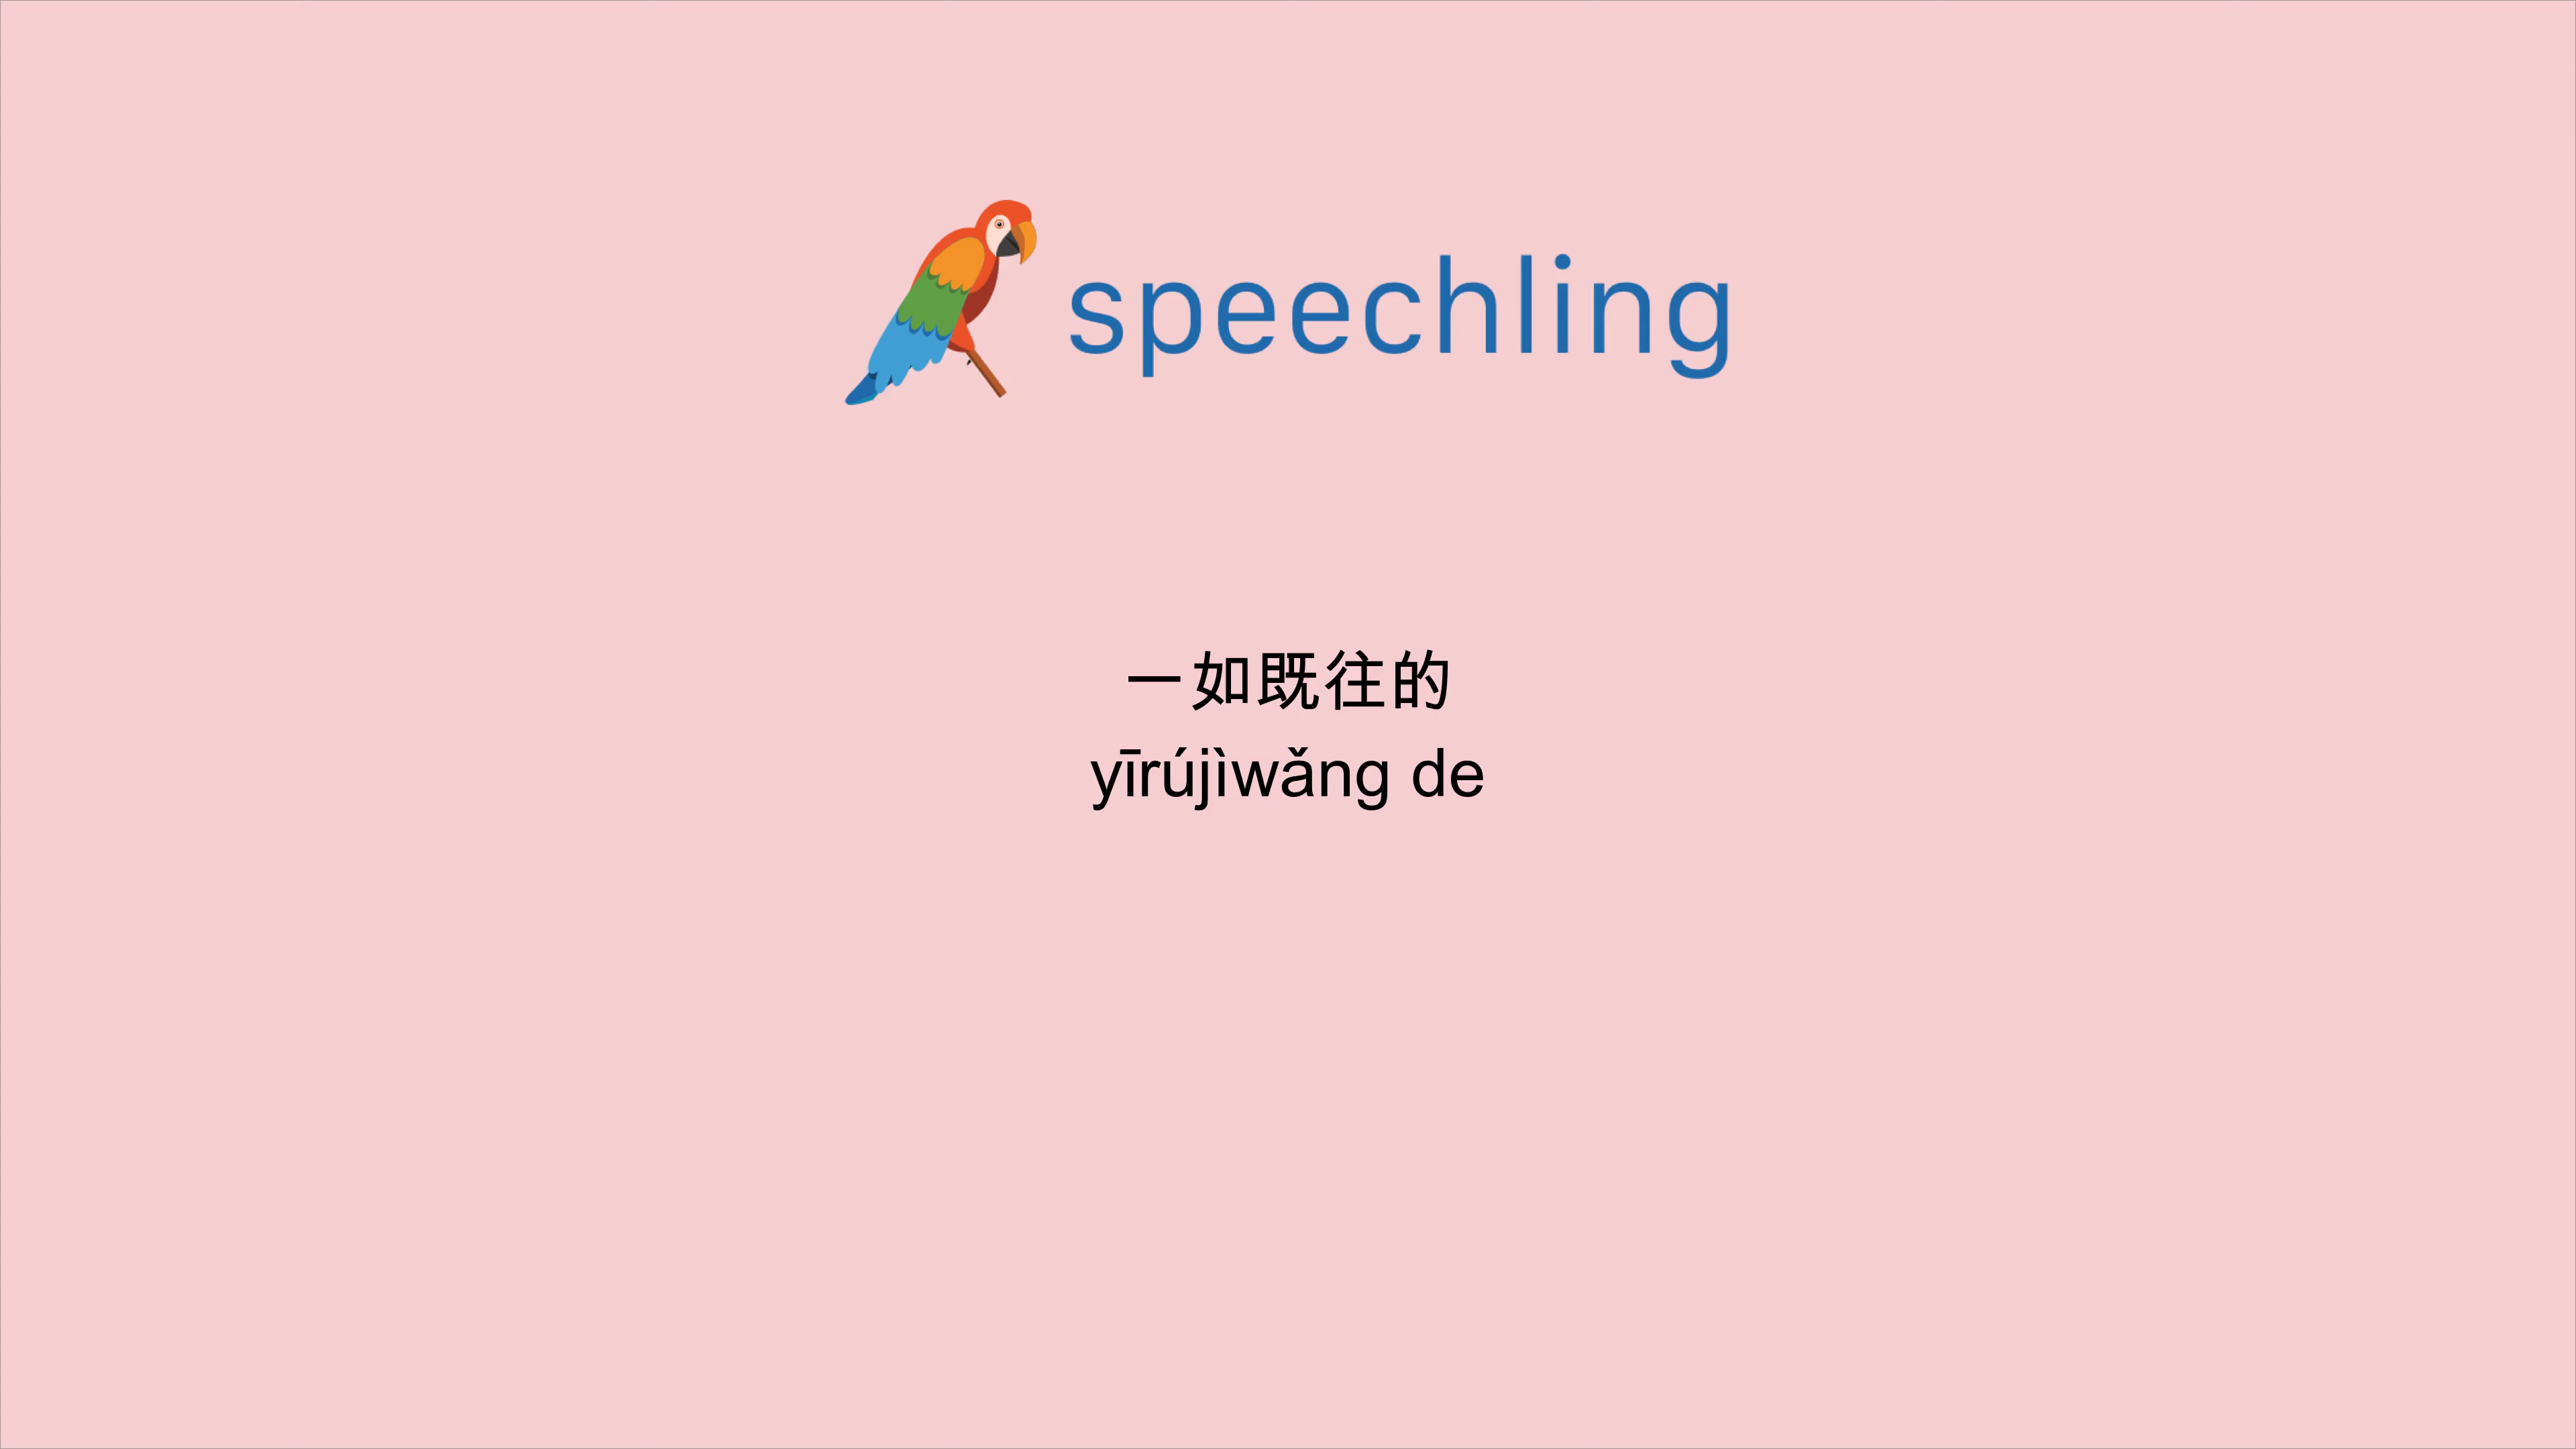 speechling
一如既往的
yīrújìwǎng de